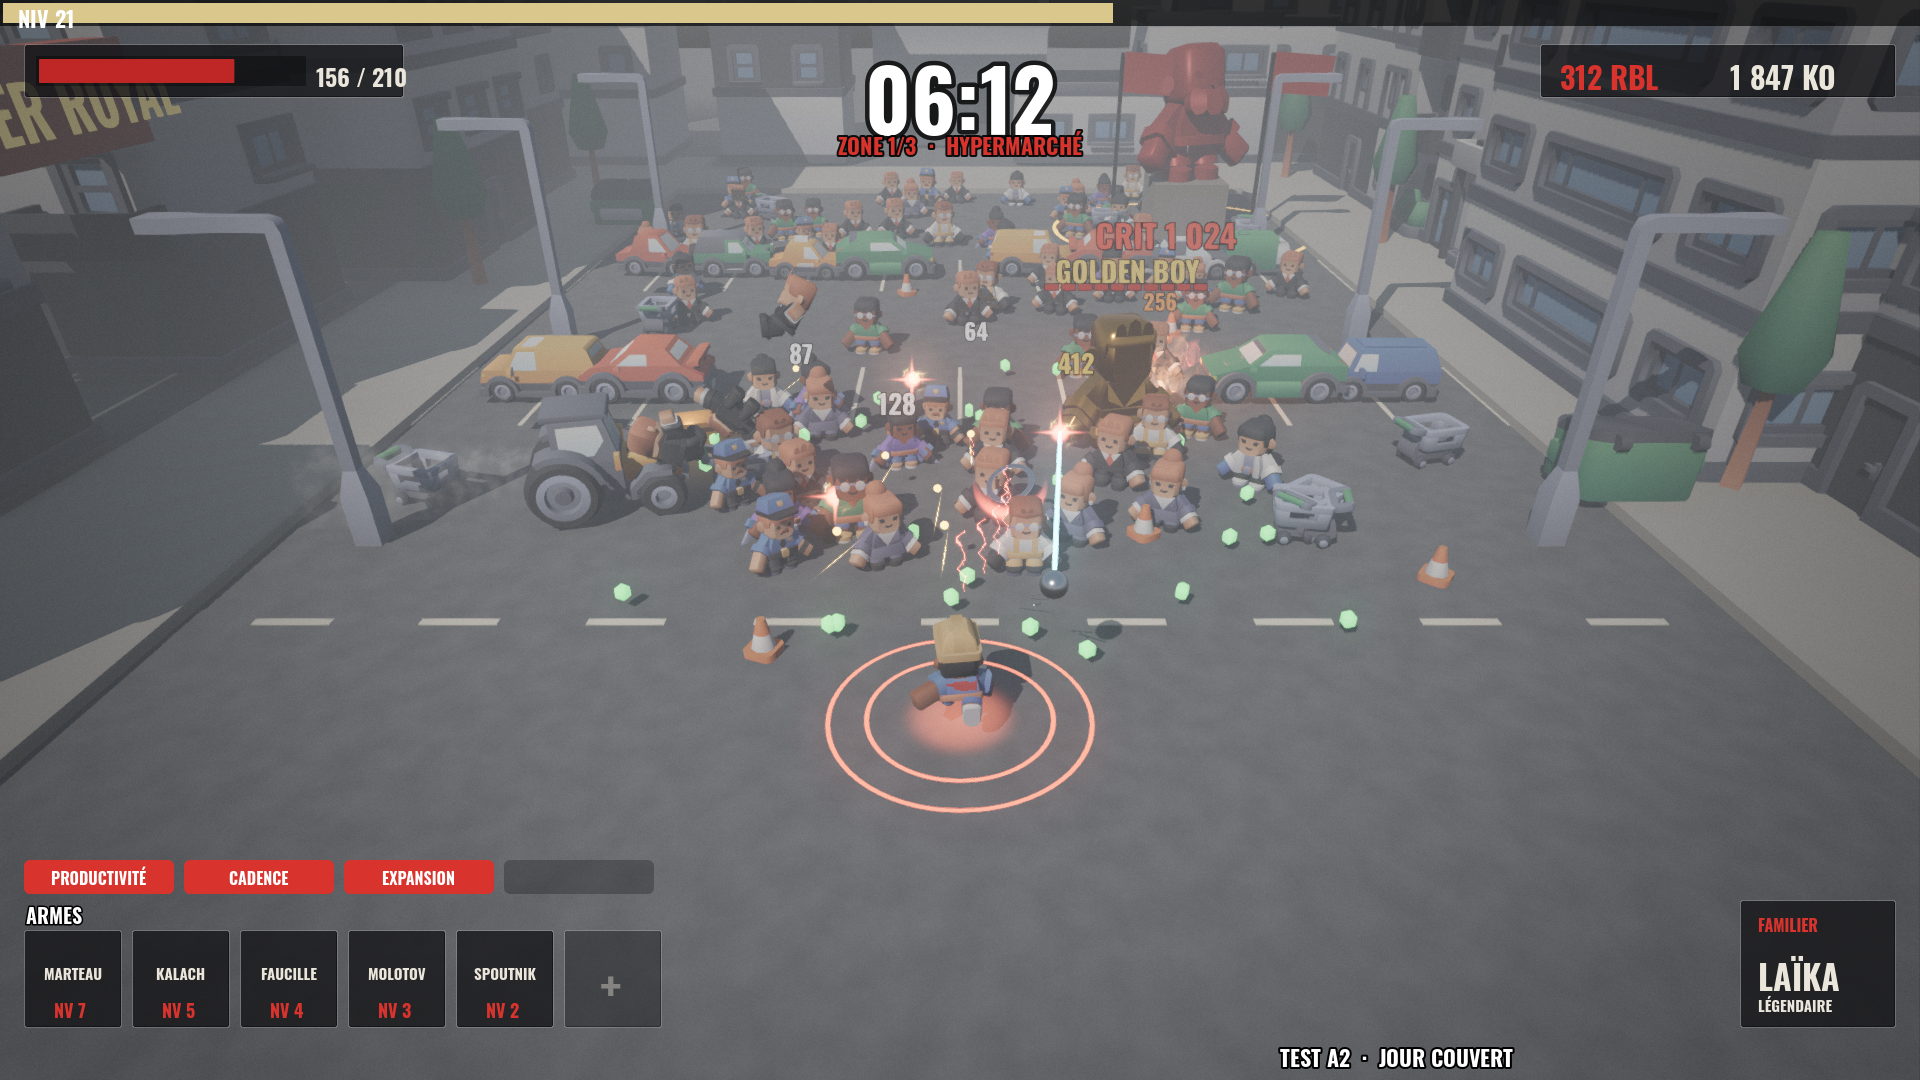 NIV 21
156 / 210
06:12
ZONE 1/3 · HYPERMARCHÉ
312 RBL
1 847 KO
ER ROYAL
CRIT 1 024
GOLDEN BOY
256
64
87
412
128
PRODUCTIVITÉ
CADENCE
EXPANSION
ARMES
MARTEAU
NV 7
KALACH
NV 5
FAUCILLE
NV 4
MOLOTOV
NV 3
SPOUTNIK
NV 2
+
FAMILIER
LAÏKA
LÉGENDAIRE
TEST A2 · JOUR COUVERT